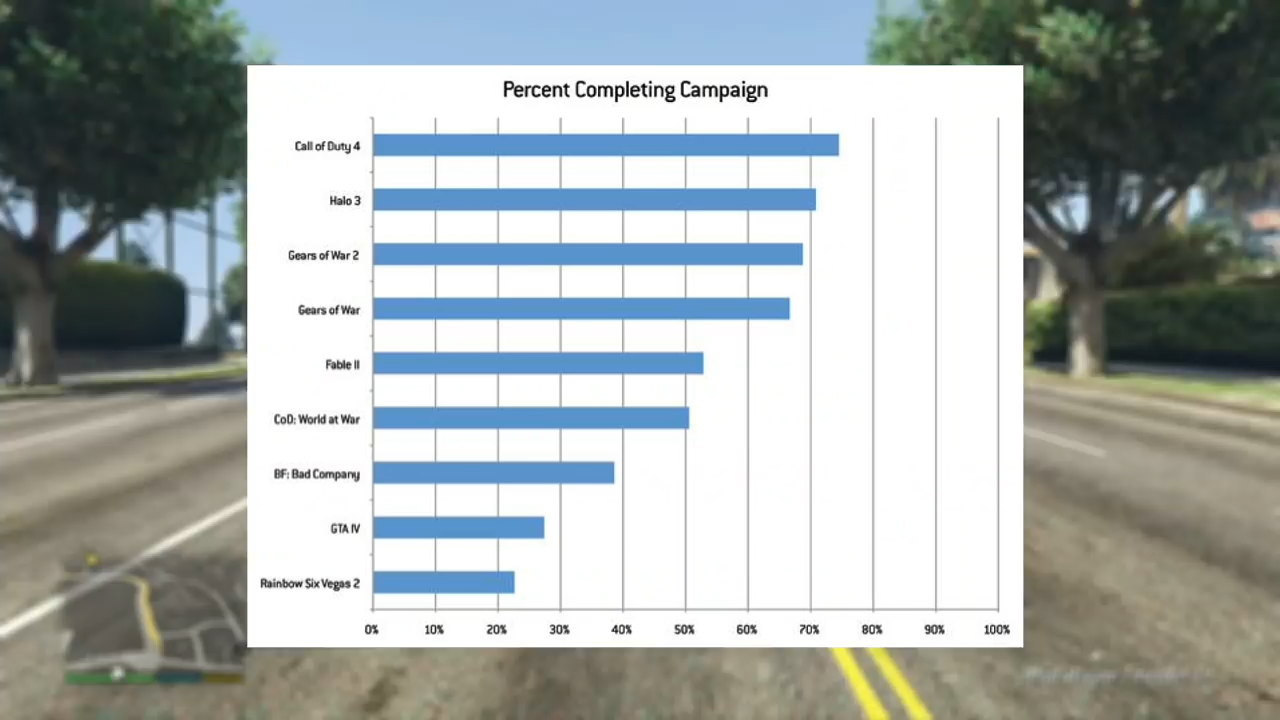 Percent Completing Campaign
Call of Duty 4
Halo 3
Gears of War 2
Gears of War
Fable II
CoD: World at War
BF: Bad Company
GTA IV
Rainbow Six Vegas 2
0% 10% 20% 30% 40% 50% 60% 70% 80% 90% 100%